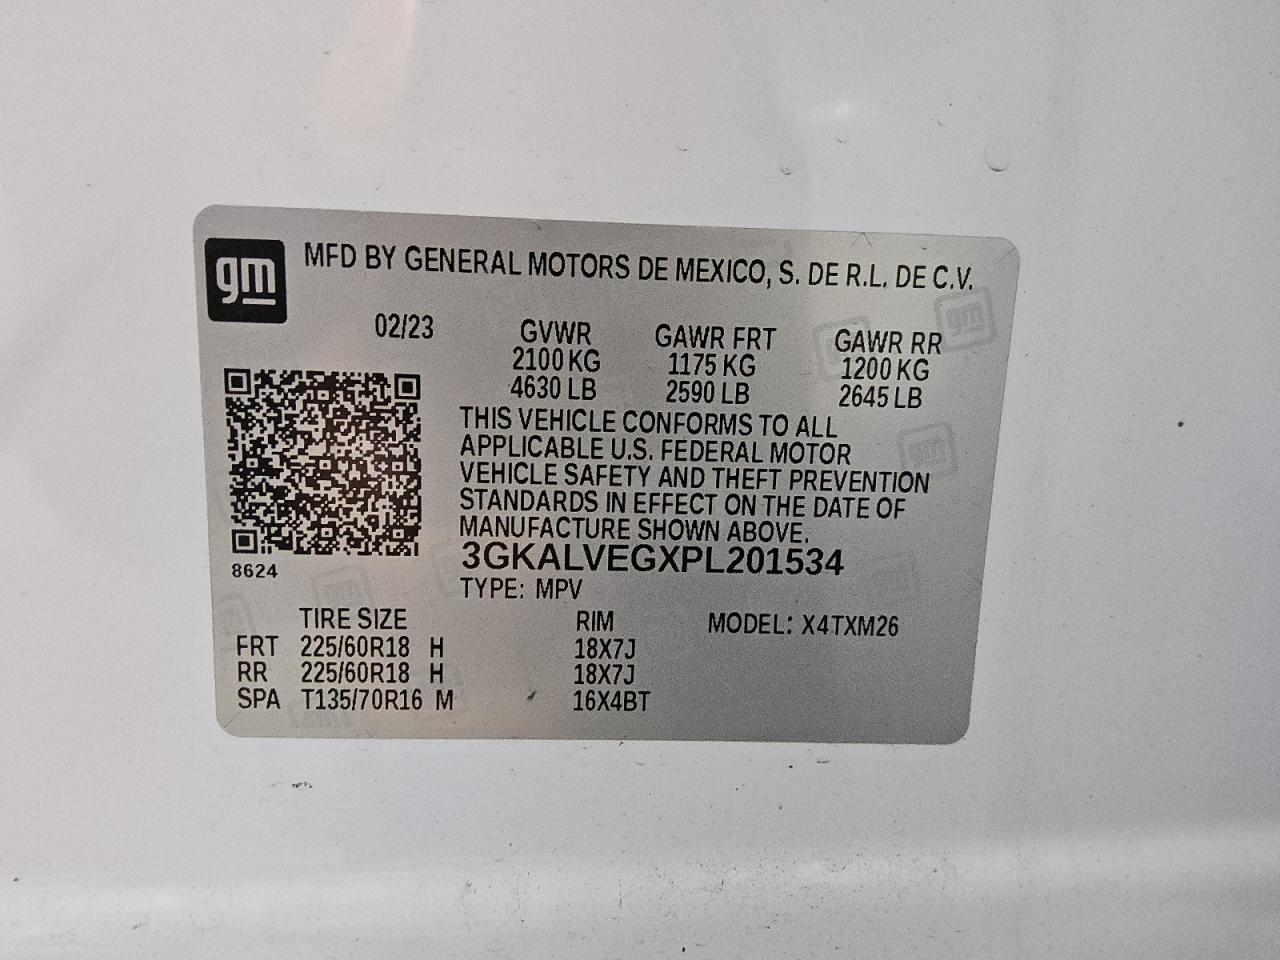 gm
MFD BY GENERAL MOTORS DE MEXICO, S. DE R.L. DE C.V.
02/23 GVWR GAWR FRT GAWR RR
2100 KG 1175 KG 1200 KG
4630 LB 2590 LB 2645 LB
THIS VEHICLE CONFORMS TO ALL
APPLICABLE U.S. FEDERAL MOTOR
VEHICLE SAFETY AND THEFT PREVENTION
STANDARDS IN EFFECT ON THE DATE OF
MANUFACTURE SHOWN ABOVE.
3GKALVEGXPL201534
8624
TYPE: MPV
TIRE SIZE RIM MODEL: X4TXM26
FRT 225/60R18 H 18X7J
RR 225/60R18 H 18X7J
SPA T135/70R16 M 16X4BT